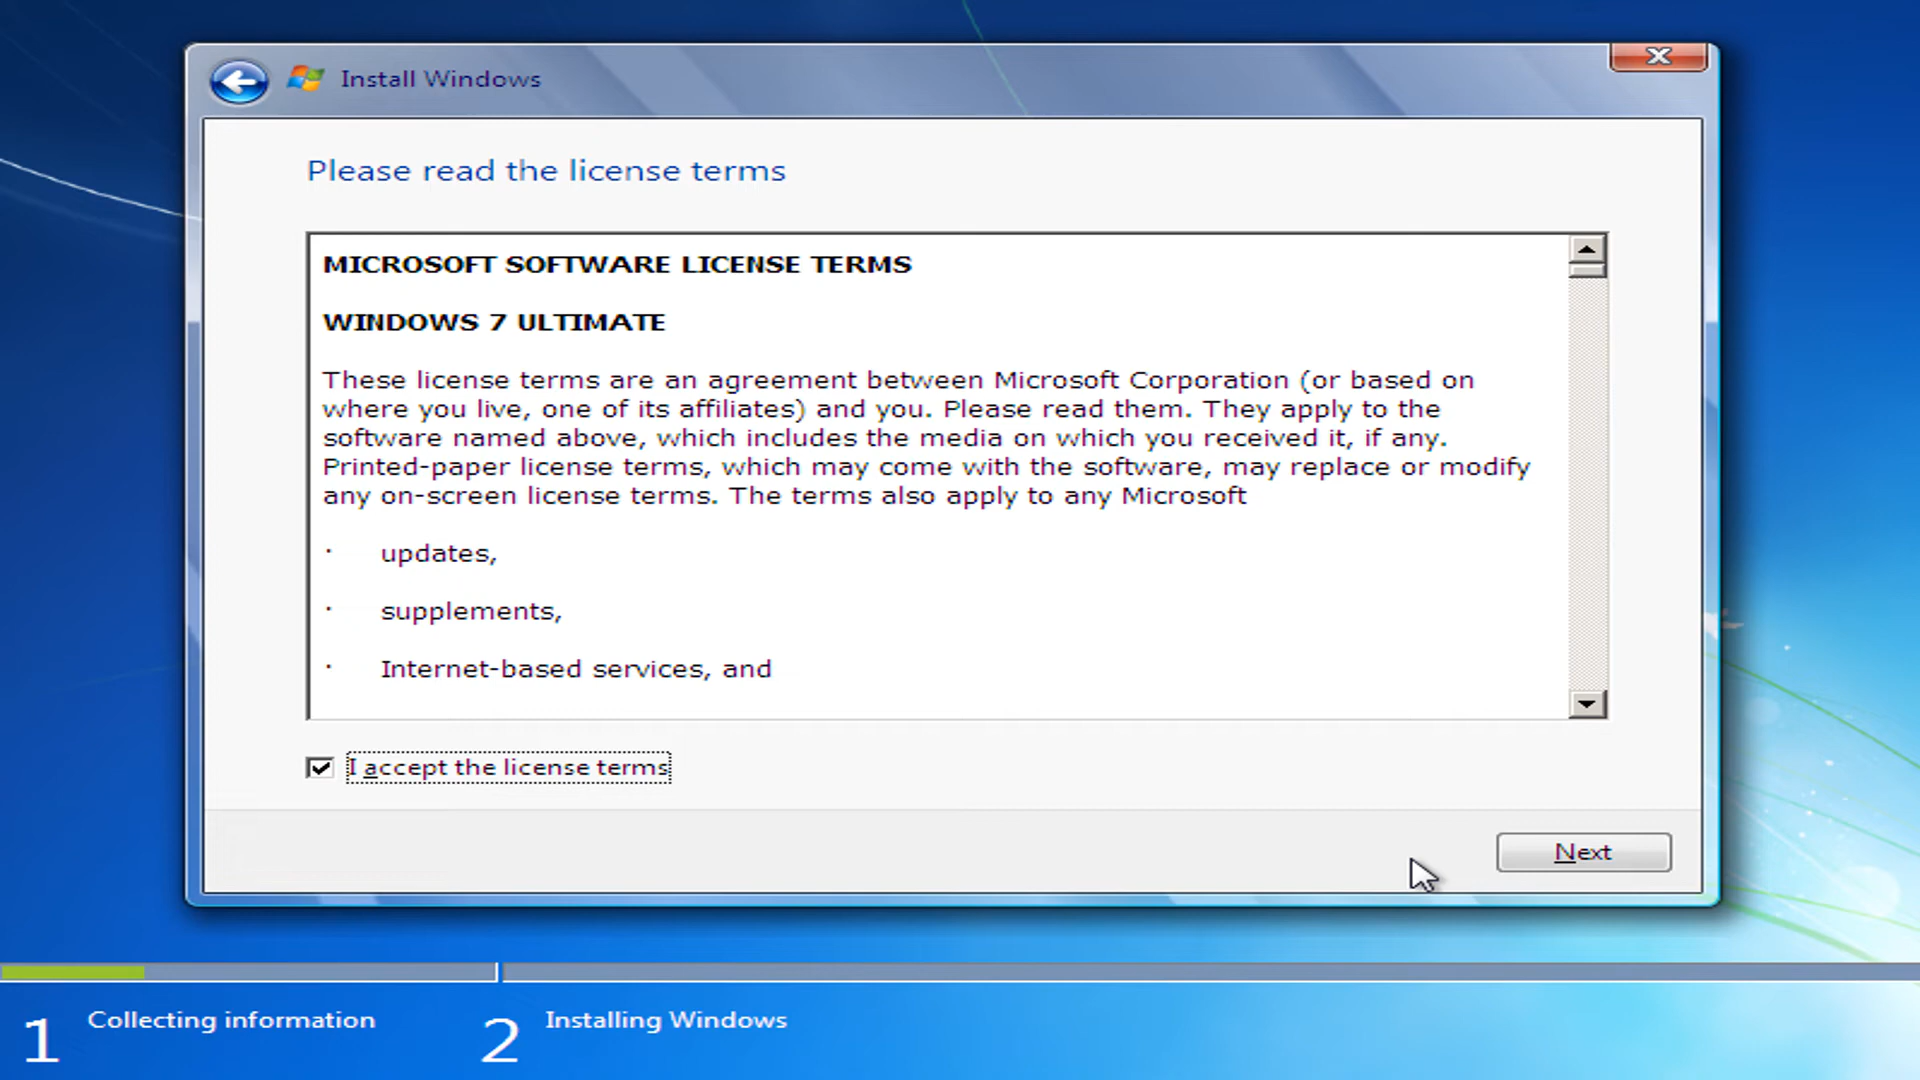 Install Windows
Please read the license terms
MICROSOFT SOFTWARE LICENSE TERMS
WINDOWS 7 ULTIMATE
These license terms are an agreement between Microsoft Corporation (or based on
where you live, one of its affiliates) and you. Please read them. They apply to the
software named above, which includes the media on which you received it, if any.
Printed-paper license terms, which may come with the software, may replace or modify
any on-screen license terms. The terms also apply to any Microsoft
· updates,
· supplements,
· Internet-based services, and
I accept the license terms
Next
1 Collecting information
2 Installing Windows